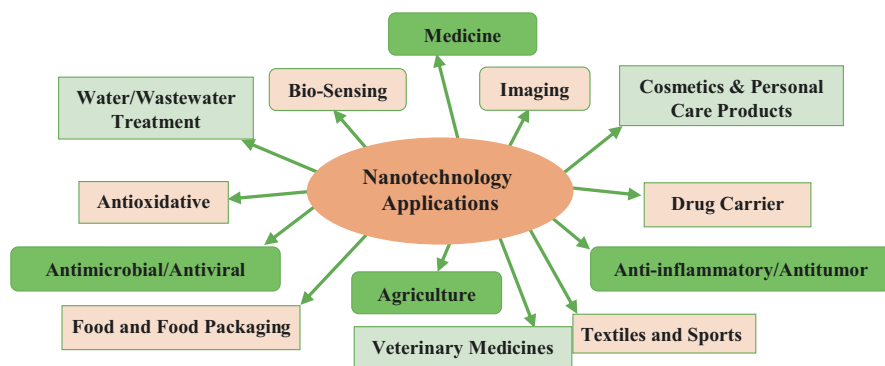 Medicine
Bio-Sensing
Imaging
Water/Wastewater
Treatment
Cosmetics & Personal
Care Products
Nanotechnology
Applications
Antioxidative
Drug Carrier
Antimicrobial/Antiviral
Anti-inflammatory/Antitumor
Agriculture
Food and Food Packaging
Veterinary Medicines
Textiles and Sports